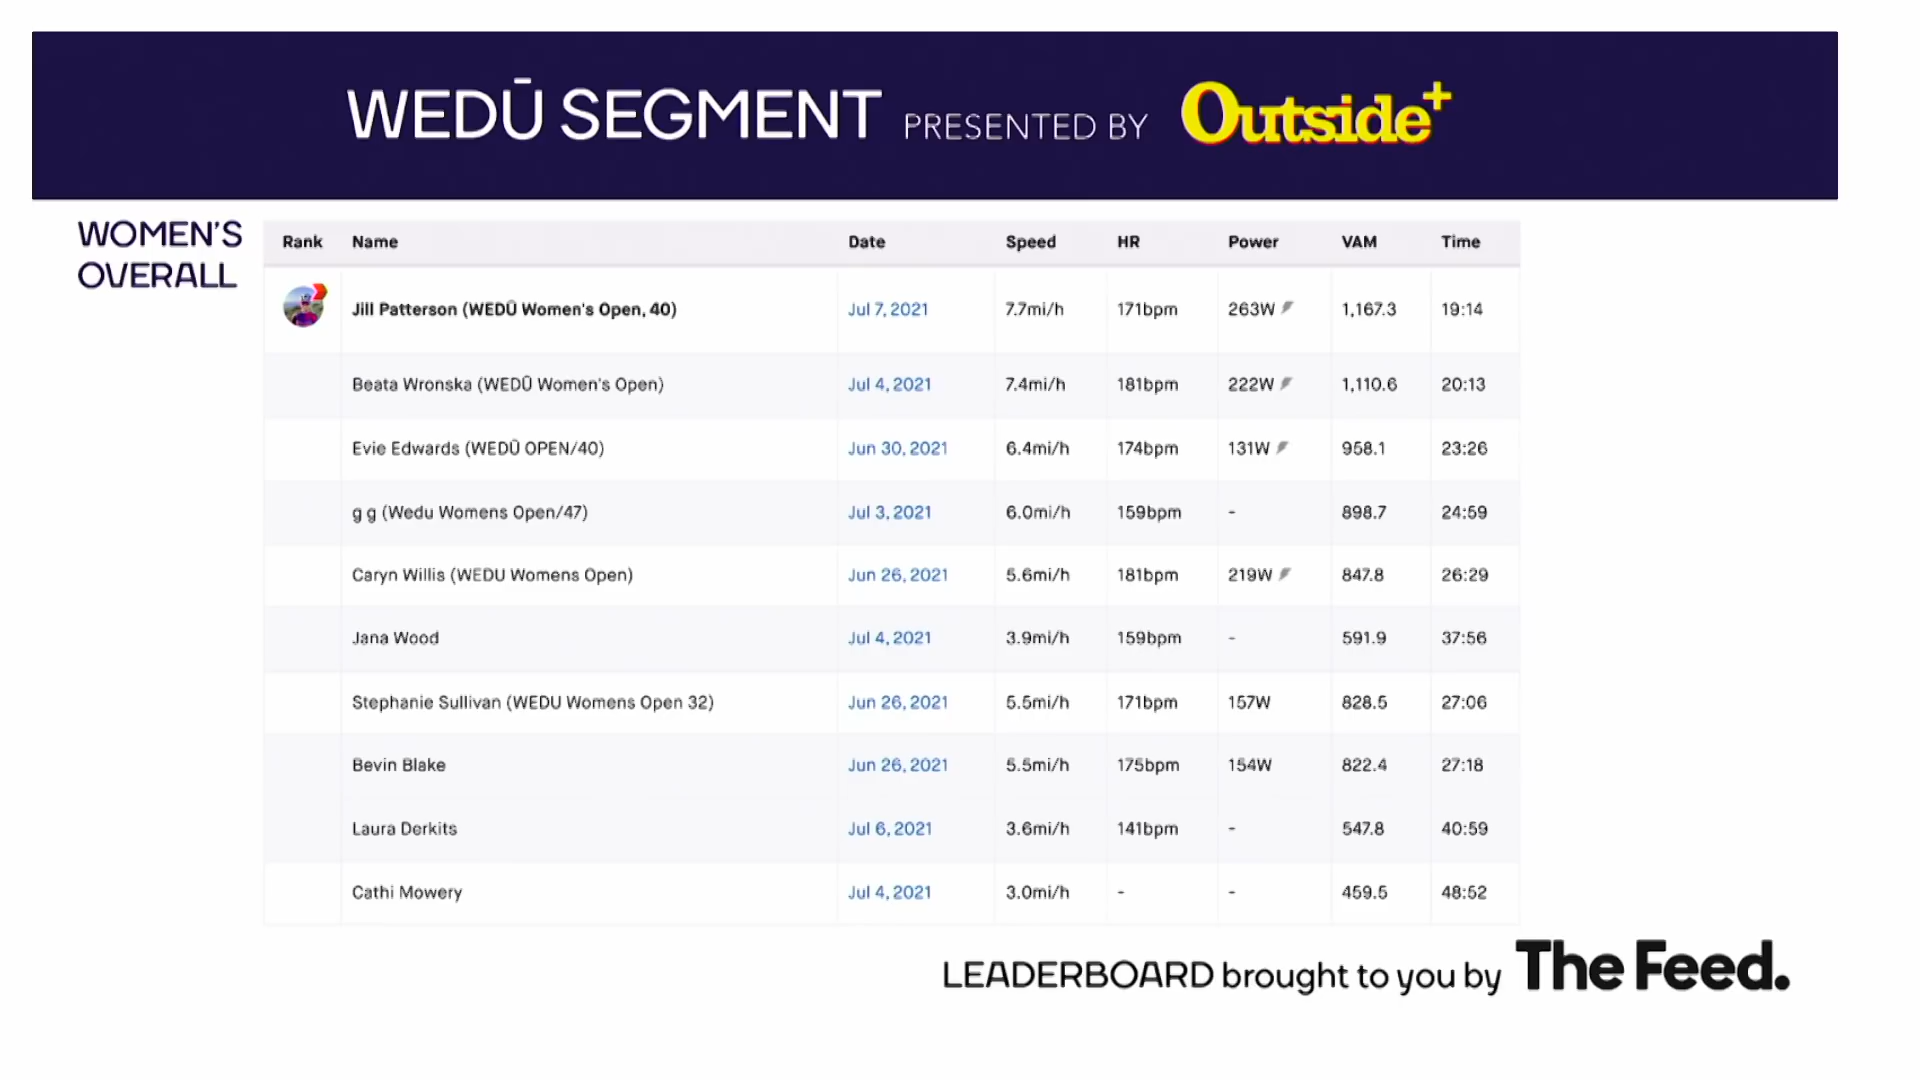 WEDŪ SEGMENT PRESENTED BY Outside+
WOMEN'S
OVERALL
Rank Name Date Speed HR Power VAM Time
Jill Patterson (WEDŪ Women's Open, 40) Jul 7, 2021 7.7mi/h 171bpm 263W 1,167.3 19:14
Beata Wronska (WEDŪ Women's Open) Jul 4, 2021 7.4mi/h 181bpm 222W 1,110.6 20:13
Evie Edwards (WEDŪ OPEN/40) Jun 30, 2021 6.4mi/h 174bpm 131W 958.1 23:26
g g (Wedu Womens Open/47) Jul 3, 2021 6.0mi/h 159bpm - 898.7 24:59
Caryn Willis (WEDU Womens Open) Jun 26, 2021 5.6mi/h 181bpm 219W 847.8 26:29
Jana Wood Jul 4, 2021 3.9mi/h 159bpm - 591.9 37:56
Stephanie Sullivan (WEDU Womens Open 32) Jun 26, 2021 5.5mi/h 171bpm 157W 828.5 27:06
Bevin Blake Jun 26, 2021 5.5mi/h 175bpm 154W 822.4 27:18
Laura Derkits Jul 6, 2021 3.6mi/h 141bpm - 547.8 40:59
Cathi Mowery Jul 4, 2021 3.0mi/h - - 459.5 48:52
LEADERBOARD brought to you by The Feed.